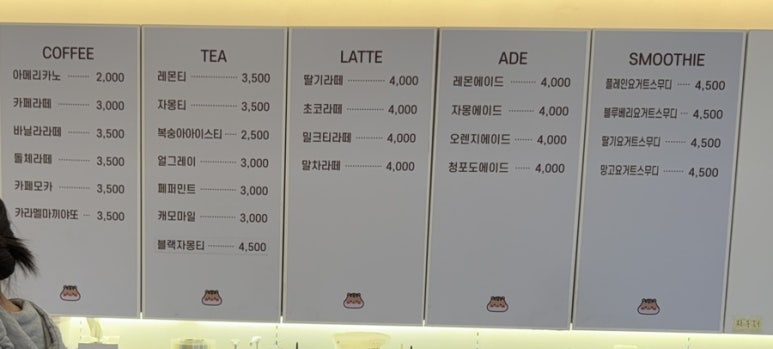 COFFEE
아메리카노 ········ 2,000
카페라떼 ·········· 3,000
바닐라라떼 ········ 3,500
돌체라떼 ·········· 3,500
카페모카 ·········· 3,500
카라멜마끼야또 ··· 3,500
TEA
레몬티 ················· 3,500
자몽티 ················· 3,500
복숭아아이스티 ···· 2,500
얼그레이 ·············· 3,000
페퍼민트 ·············· 3,000
캐모마일 ·············· 3,000
블랙자몽티 ·········· 4,500
LATTE
딸기라떼 ·············· 4,000
초코라떼 ·············· 4,000
밀크티라떼 ··········· 4,000
말차라떼 ·············· 4,000
ADE
레몬에이드 ·········· 4,000
자몽에이드 ·········· 4,000
오렌지에이드 ······· 4,000
청포도에이드 ······· 4,000
SMOOTHIE
플레인요거트스무디 ····· 4,500
블루베리요거트스무디 ·· 4,500
딸기요거트스무디 ········ 4,500
망고요거트스무디 ········ 4,500